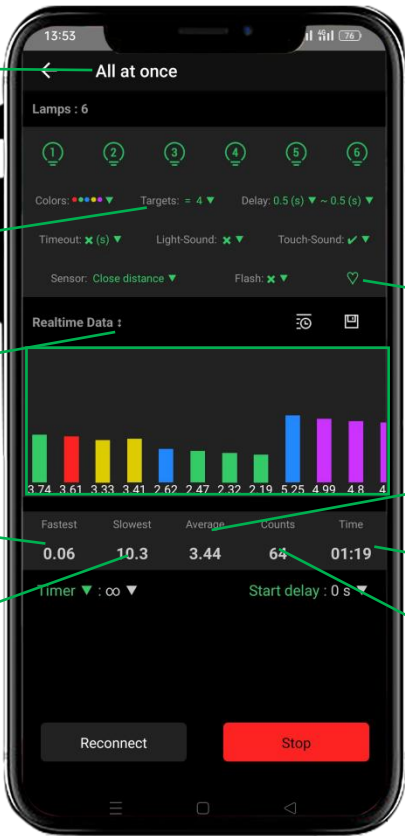 13:53 4G 76
All at once
Lamps : 6
1 2 3 4 5 6
Colors: Targets: = 4 ▼ Delay: 0.5 (s) ▼ ~ 0.5 (s) ▼
Timeout: ✘ (s) ▼ Light-Sound: ✘ ▼ Touch-Sound: ✔ ▼
Sensor: Close distance ▼ Flash: ✘ ▼
Realtime Data ↕
3.74 3.61 3.33 3.41 2.62 2.47 2.32 2.19 5.25 4.99 4.8 4
Fastest Slowest Average Counts Time
0.06 10.3 3.44 64 01:19
Timer ▼ : ∞ ▼ Start delay : 0 s ▼
Reconnect Stop